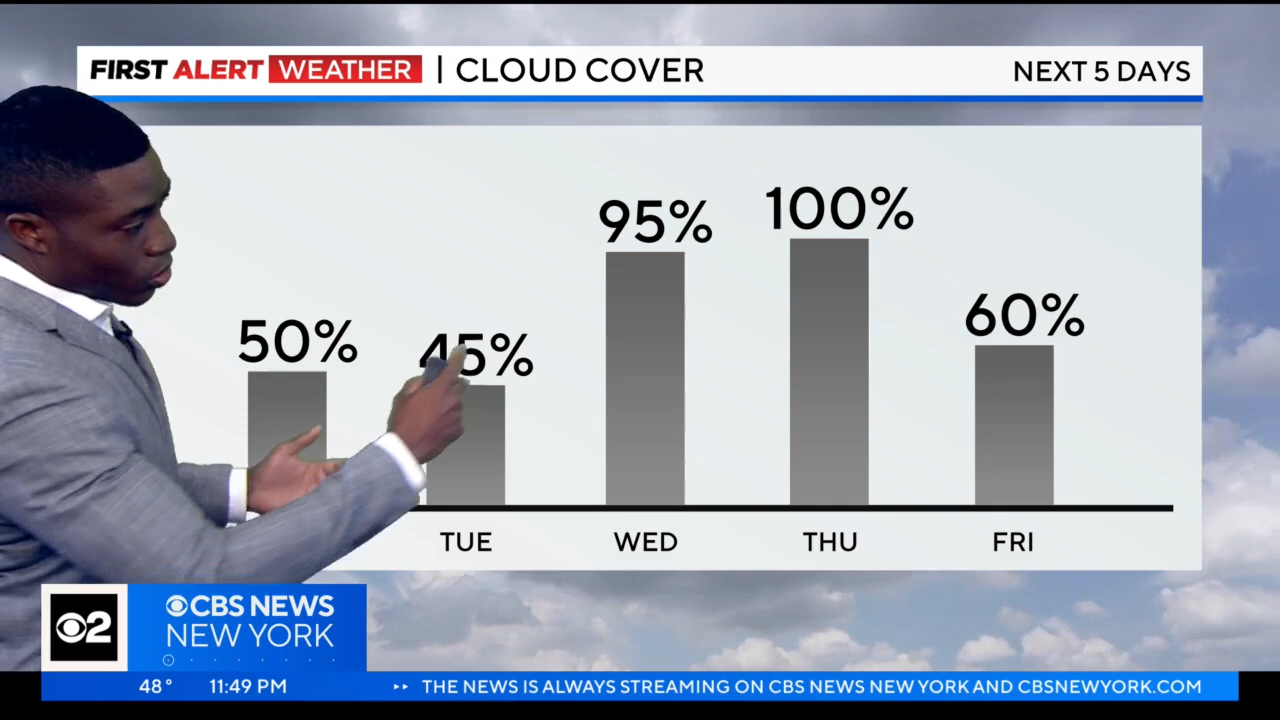 FIRST ALERT WEATHER | CLOUD COVER
NEXT 5 DAYS
50%
45%
95%
100%
60%
TUE
WED
THU
FRI
2
CBS NEWS
NEW YORK
48° 11:49 PM
THE NEWS IS ALWAYS STREAMING ON CBS NEWS NEW YORK AND CBSNEWYORK.COM